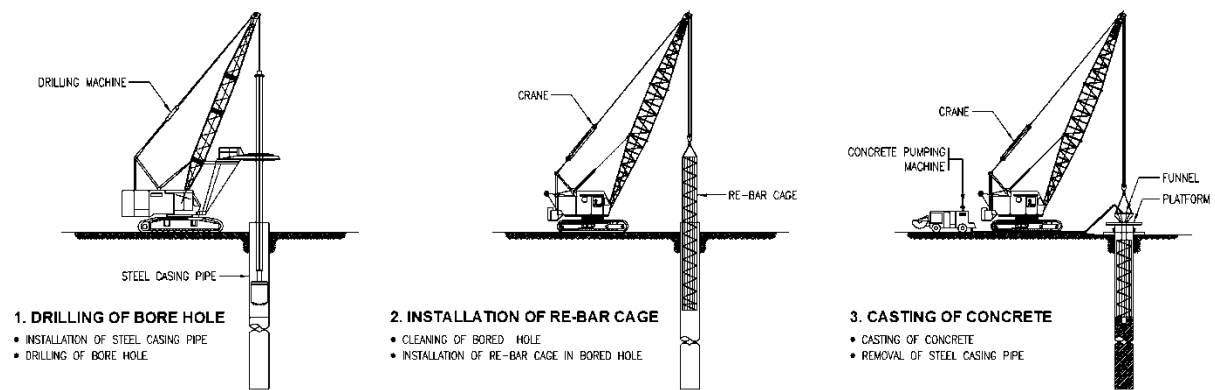 DRILLING MACHINE
STEEL CASING PIPE
1. DRILLING OF BORE HOLE
• INSTALLATION OF STEEL CASING PIPE
• DRILLING OF BORE HOLE
CRANE
RE-BAR CAGE
2. INSTALLATION OF RE-BAR CAGE
• CLEANING OF BORED HOLE
• INSTALLATION OF RE-BAR CAGE IN BORED HOLE
CRANE
CONCRETE PUMPING
MACHINE
FUNNEL
PLATFORM
3. CASTING OF CONCRETE
• CASTING OF CONCRETE
• REMOVAL OF STEEL CASING PIPE